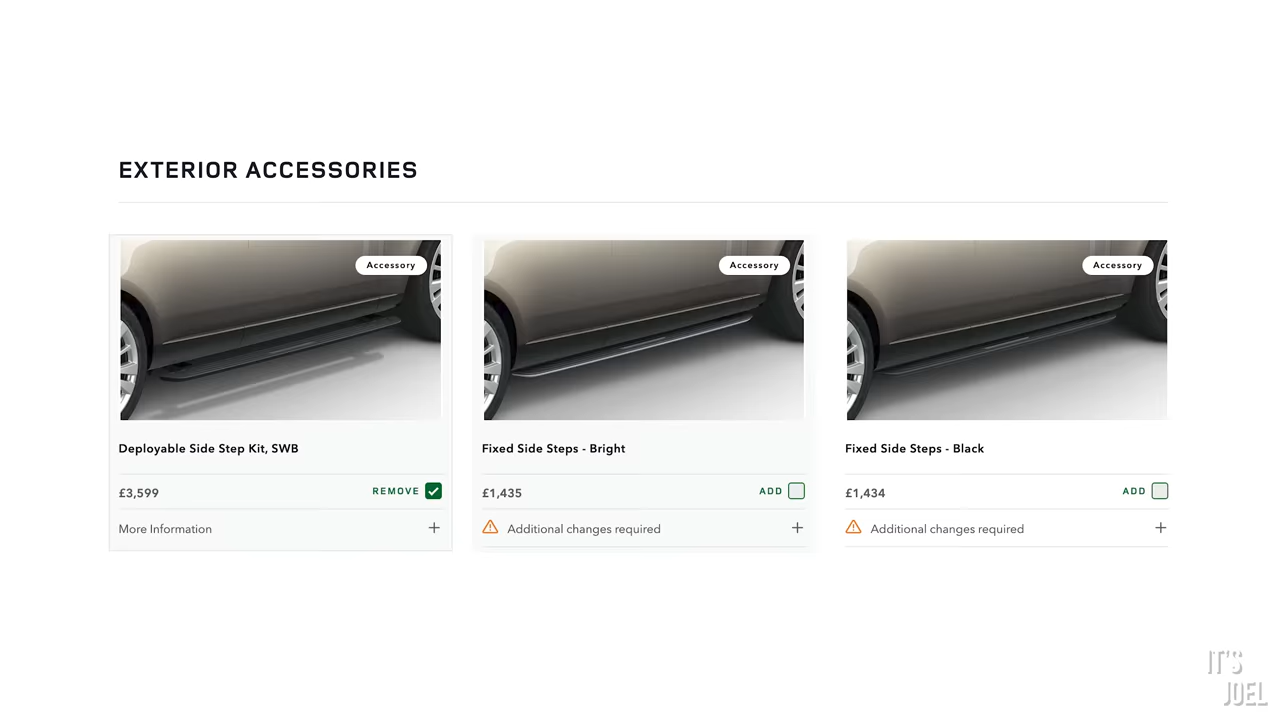 EXTERIOR ACCESSORIES
Accessory
Accessory
Accessory
Deployable Side Step Kit, SWB
Fixed Side Steps - Bright
Fixed Side Steps - Black
£3,599
REMOVE
£1,435
ADD
£1,434
ADD
More Information
Additional changes required
Additional changes required
IT'S
JOEL